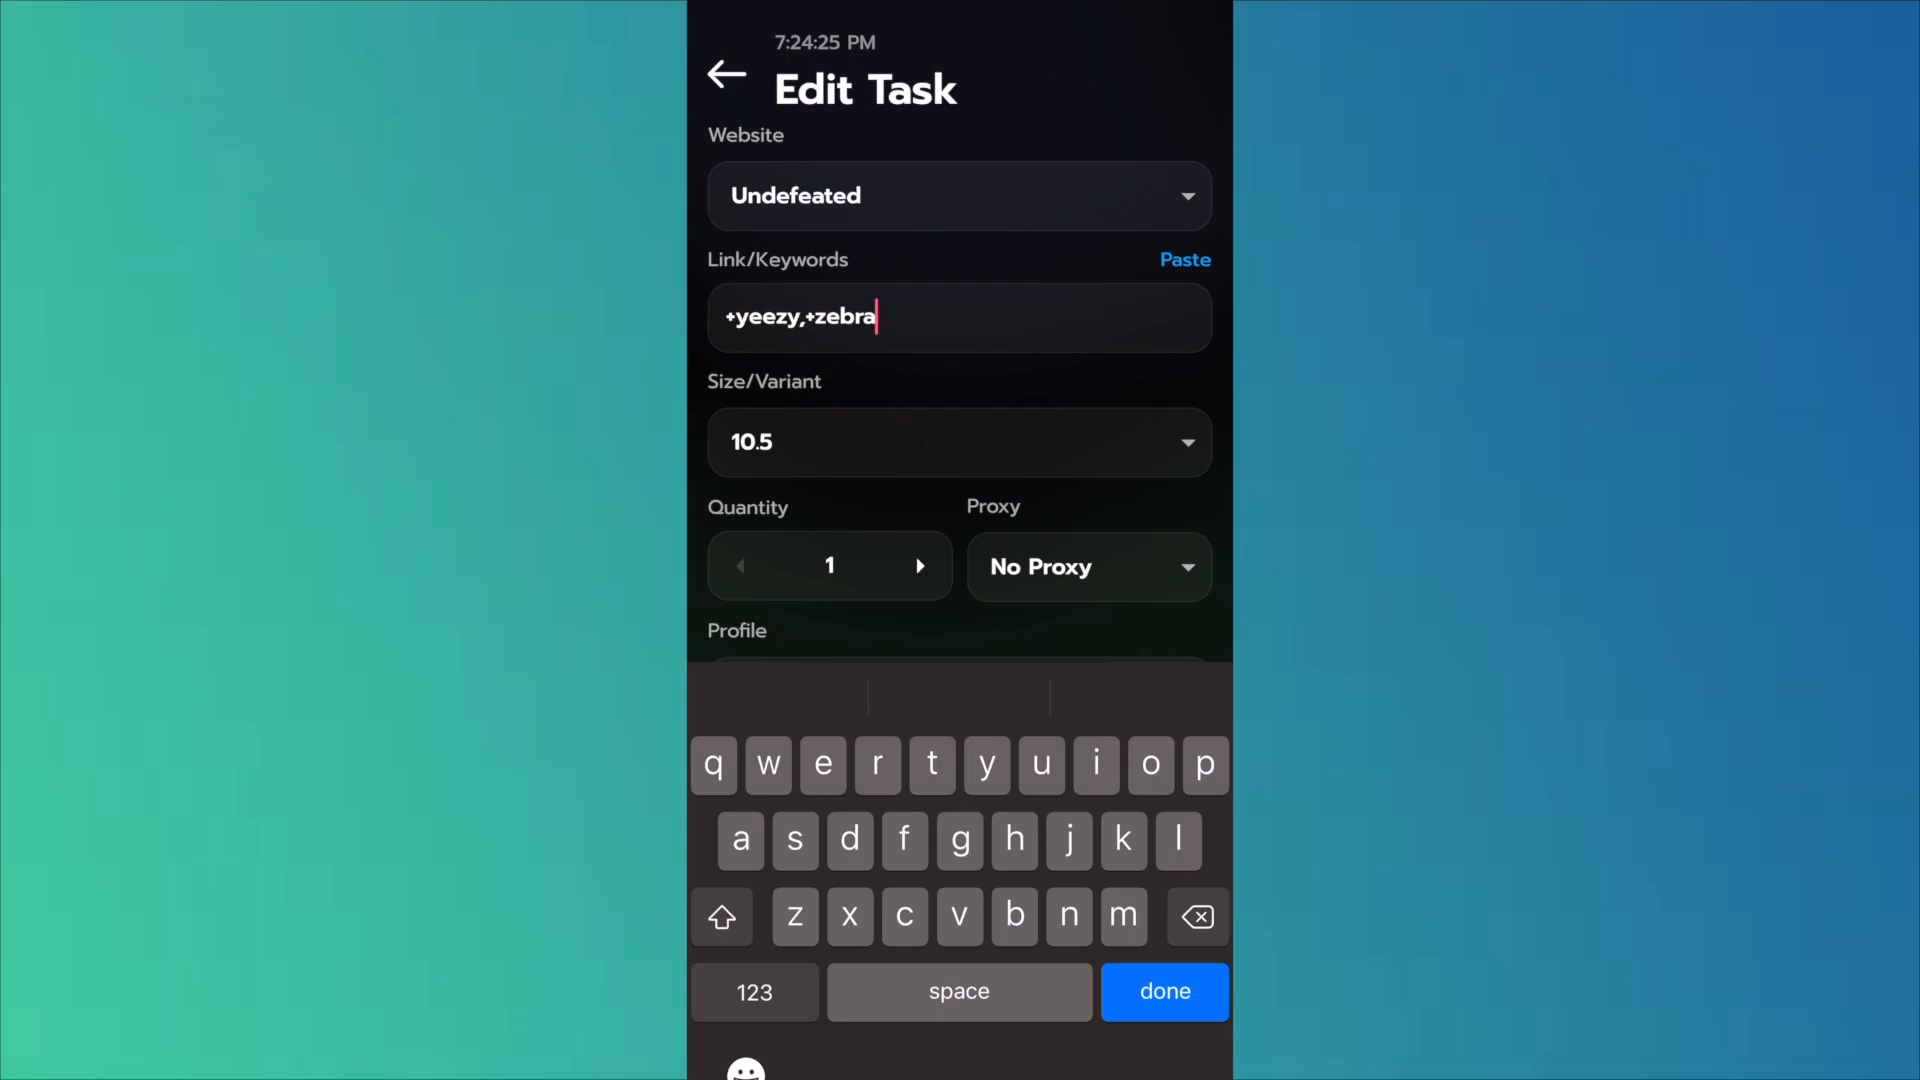 7:24:25 PM
Edit Task
Website
Undefeated
Link/Keywords Paste
+yeezy,+zebra
Size/Variant
10.5
Quantity Proxy
1 No Proxy
Profile
q w e r t y u i o p
a s d f g h j k l
z x c v b n m
123 space done